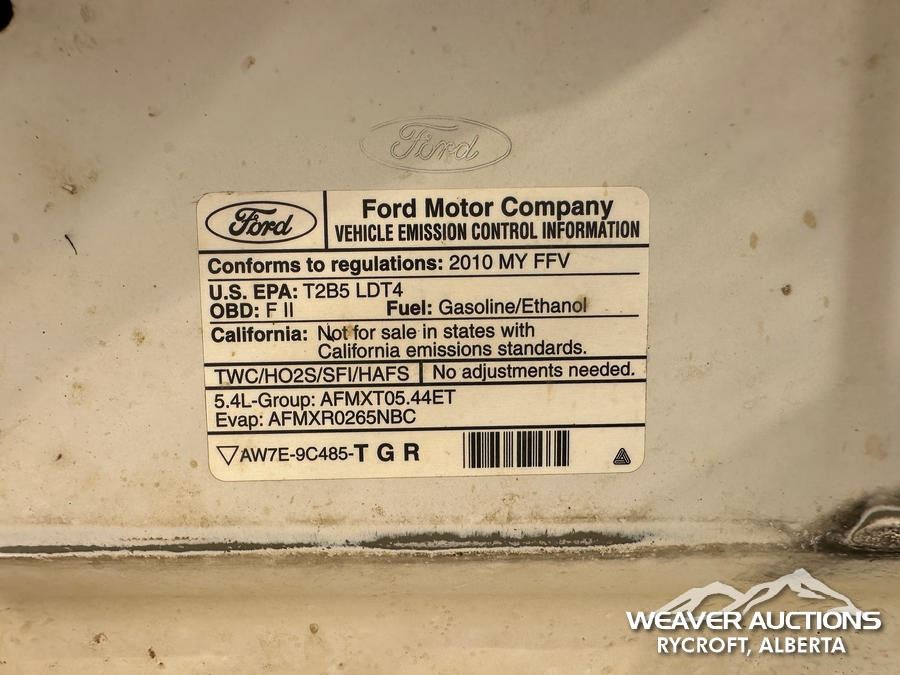 Ford
Ford
Ford Motor Company
VEHICLE EMISSION CONTROL INFORMATION
Conforms to regulations: 2010 MY FFV
U.S. EPA: T2B5 LDT4
OBD: F II Fuel: Gasoline/Ethanol
California: Not for sale in states with
California emissions standards.
TWC/HO2S/SFI/HAFS No adjustments needed.
5.4L-Group: AFMXT05.44ET
Evap: AFMXR0265NBC
AW7E-9C485-T G R
WEAVER AUCTIONS
RYCROFT, ALBERTA